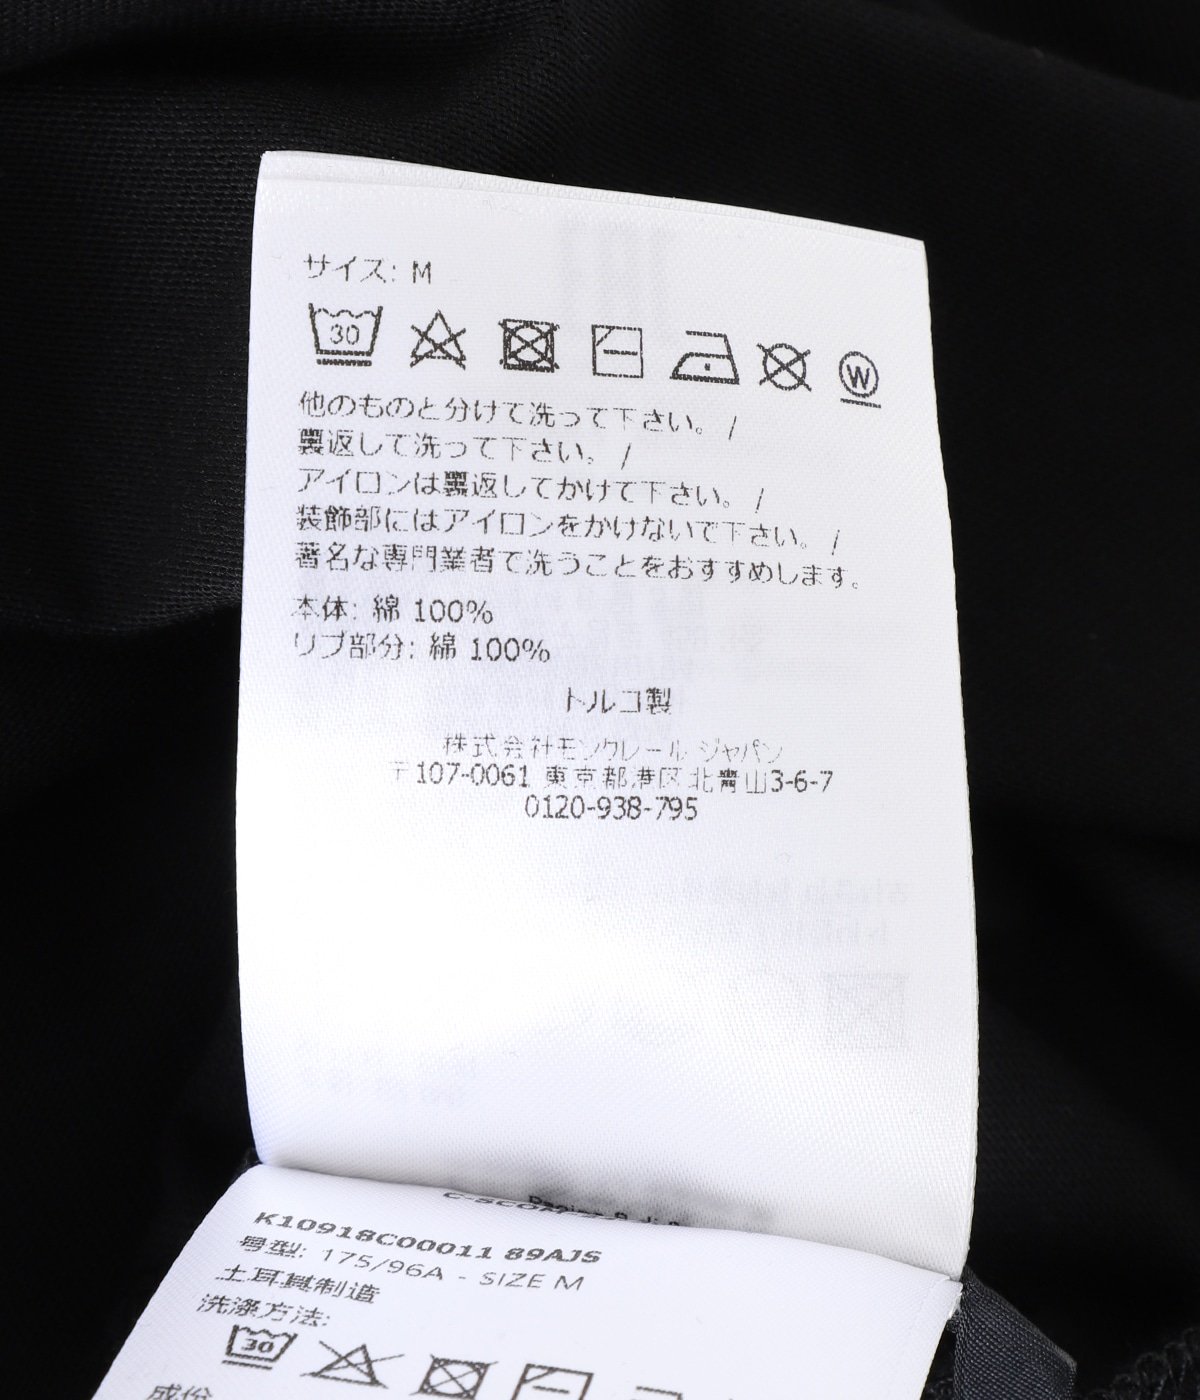 サイズ: M
30
W
他のものと分けて洗って下さい。 /
裏返して洗って下さい。 /
アイロンは裏返してかけて下さい。 /
装飾部にはアイロンをかけないで下さい。 /
著名な専門業者で洗うことをおすすめします。
本体: 綿 100%
リブ部分: 綿 100%
トルコ製
株式会社モンクレール ジャパン
〒107-0061 東京都港区北青山3-6-7
0120-938-795
K10918C00011 89AJS
号型: 175/96A - SIZE M
土耳其制造
洗涤方法:
30
成份